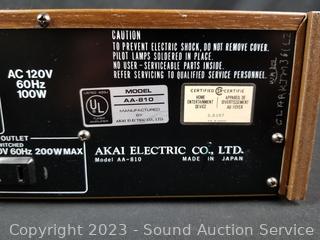 CAUTION
TO PREVENT ELECTRIC SHOCK, DO NOT REMOVE COVER.
PILOT LAMPS SOLDERED IN PLACE.
NO USER-SERVICEABLE PARTS INSIDE.
REFER SERVICING TO QUALIFIED SERVICE PERSONNEL.
AC 120V
60Hz
100W
UL
MODEL
AA-810
MANUFACTURED
BY
AKAI ELECTRIC CO., LTD.
CERTIFIED
HOME
ENTERTAINMENT
DEVICE
APPAREIL DE
DIVERTISSEMENT
AU FOYER
OUTLET
V 60Hz 200W MAX
AKAI ELECTRIC CO., LTD.
Model AA-810 MADE IN JAPAN
© 2023 - Sound Auction Service